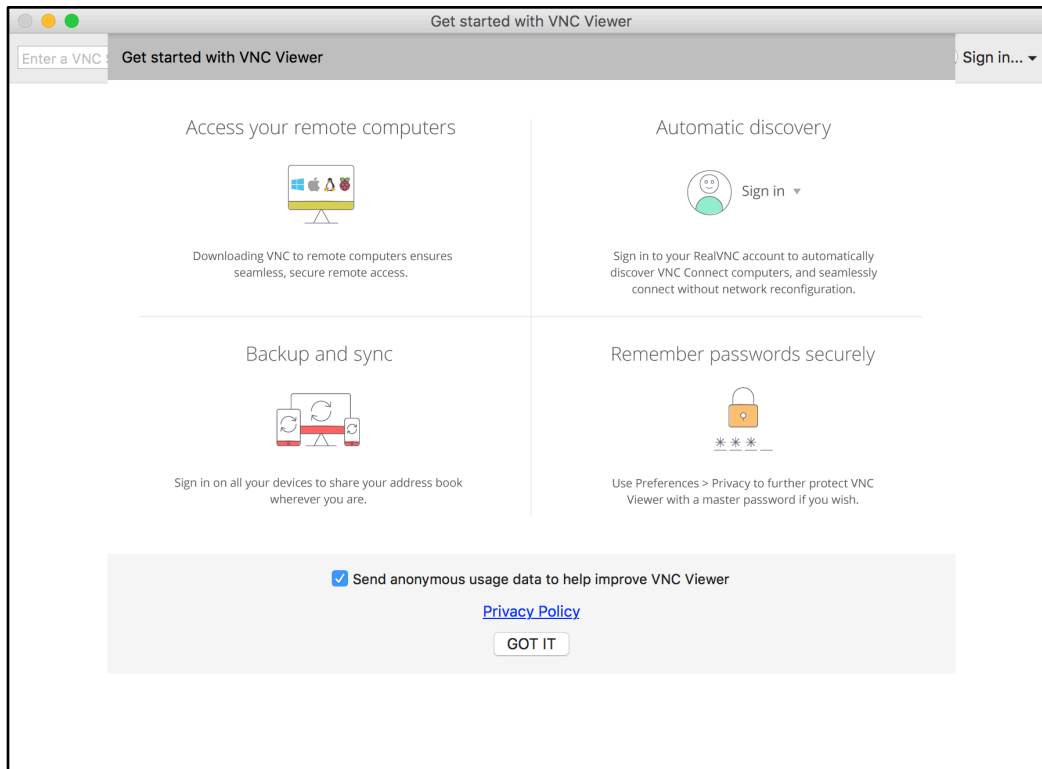 Get started with VNC Viewer
Enter a VNC
Get started with VNC Viewer
Sign in...
Access your remote computers
Downloading VNC to remote computers ensures
seamless, secure remote access.
Automatic discovery
Sign in
Sign in to your RealVNC account to automatically
discover VNC Connect computers, and seamlessly
connect without network reconfiguration.
Backup and sync
Sign in on all your devices to share your address book
wherever you are.
Remember passwords securely
***_
Use Preferences > Privacy to further protect VNC
Viewer with a master password if you wish.
Send anonymous usage data to help improve VNC Viewer
Privacy Policy
GOT IT